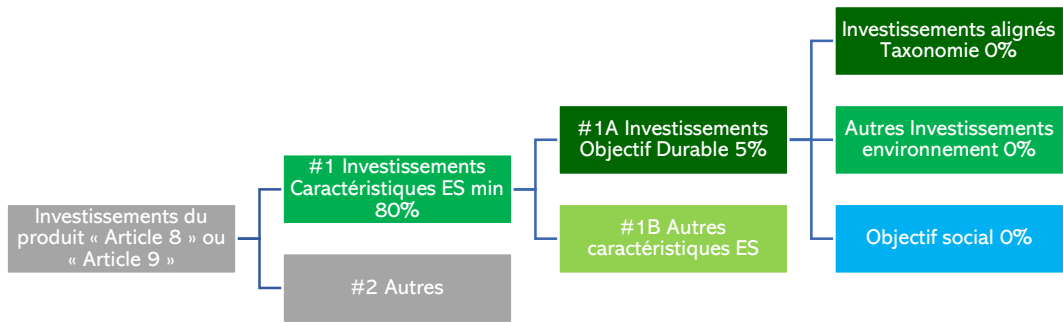 Investissements du
produit « Article 8 » ou
« Article 9 »
#1 Investissements
Caractéristiques ES min
80%
#2 Autres
#1A Investissements
Objectif Durable 5%
#1B Autres
caractéristiques ES
Investissements alignés
Taxonomie 0%
Autres Investissements
environnement 0%
Objectif social 0%